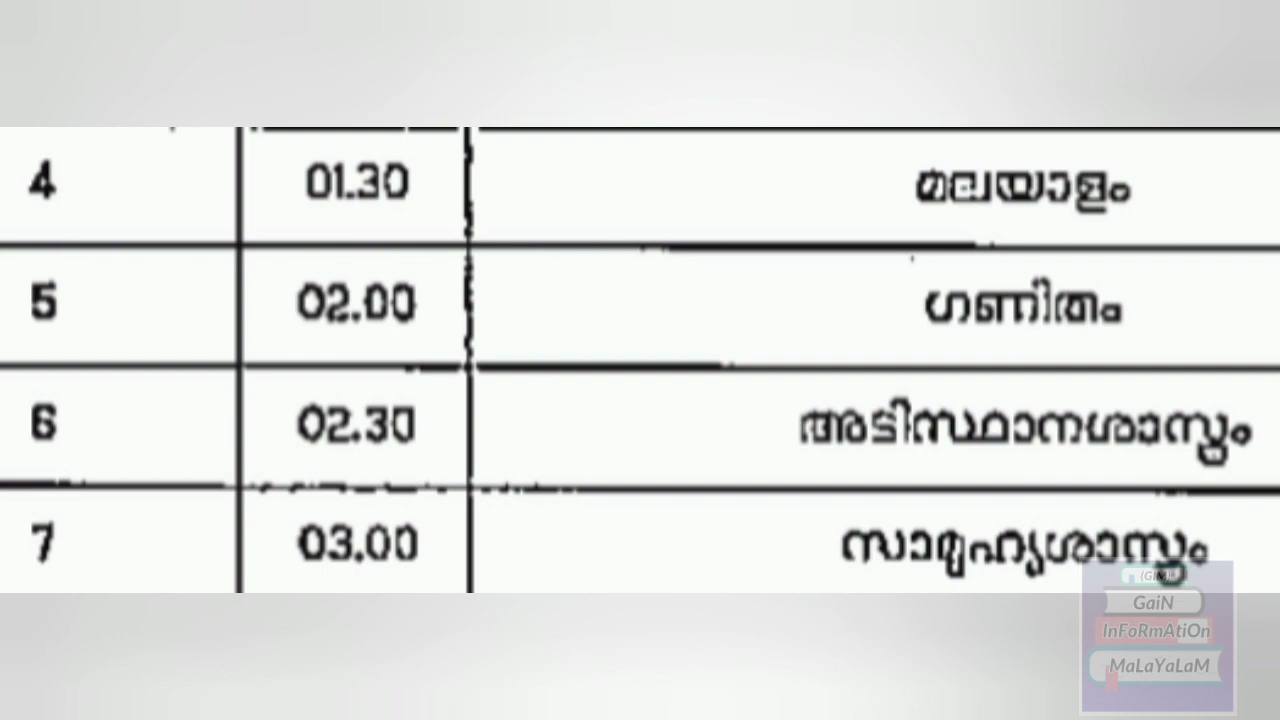 4 01.30 മലയാളം
5 02.00 ഗണിതം
6 02.30 അടിസ്ഥാനശാസ്ത്രം
7 03.00 സാമൂഹ്യശാസ്ത്രം
(GiM)
GaiN
InFoRmAtiOn
MaLaYaLaM